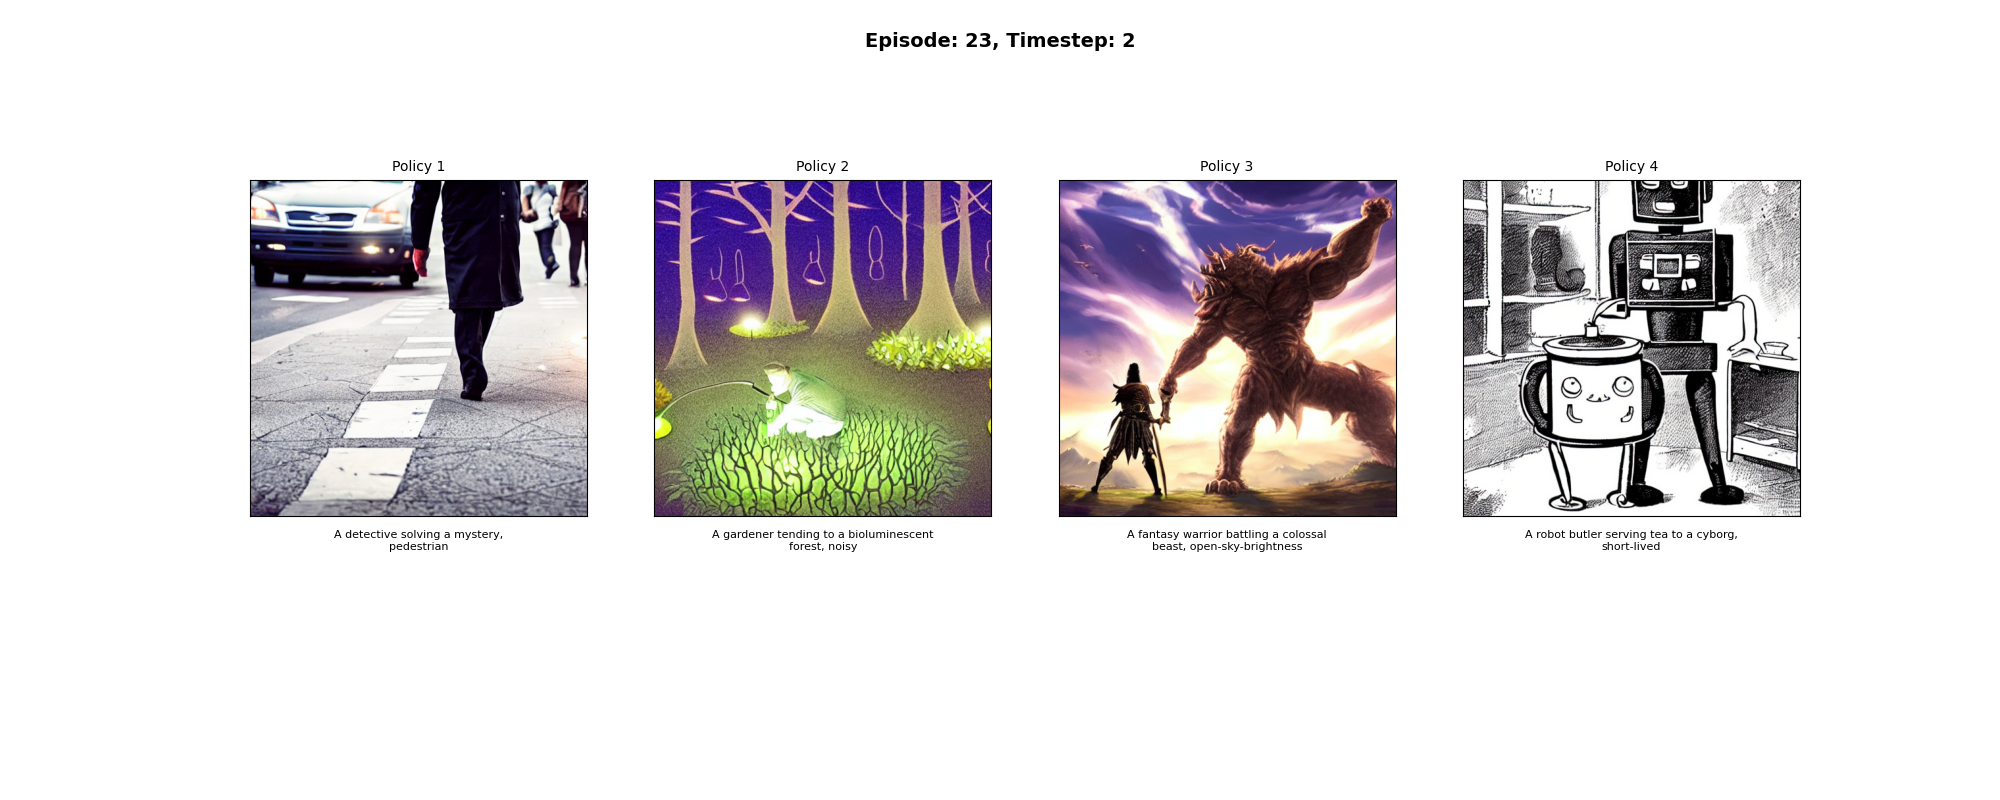 Episode: 23, Timestep: 2
Policy 1
Policy 2
Policy 3
Policy 4
A detective solving a mystery,
pedestrian
A gardener tending to a bioluminescent
forest, noisy
A fantasy warrior battling a colossal
beast, open-sky-brightness
A robot butler serving tea to a cyborg,
short-lived